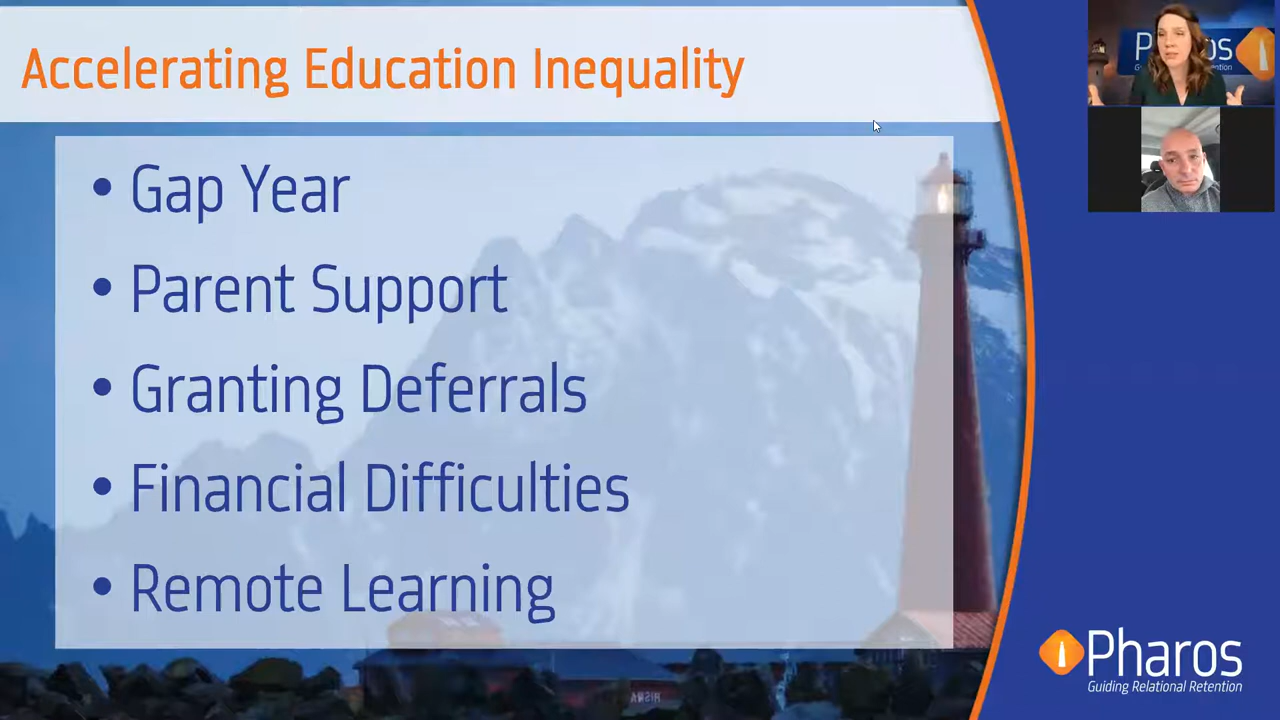 Accelerating Education Inequality
• Gap Year
• Parent Support
• Granting Deferrals
• Financial Difficulties
• Remote Learning
Pharos
Guiding Relational Retention